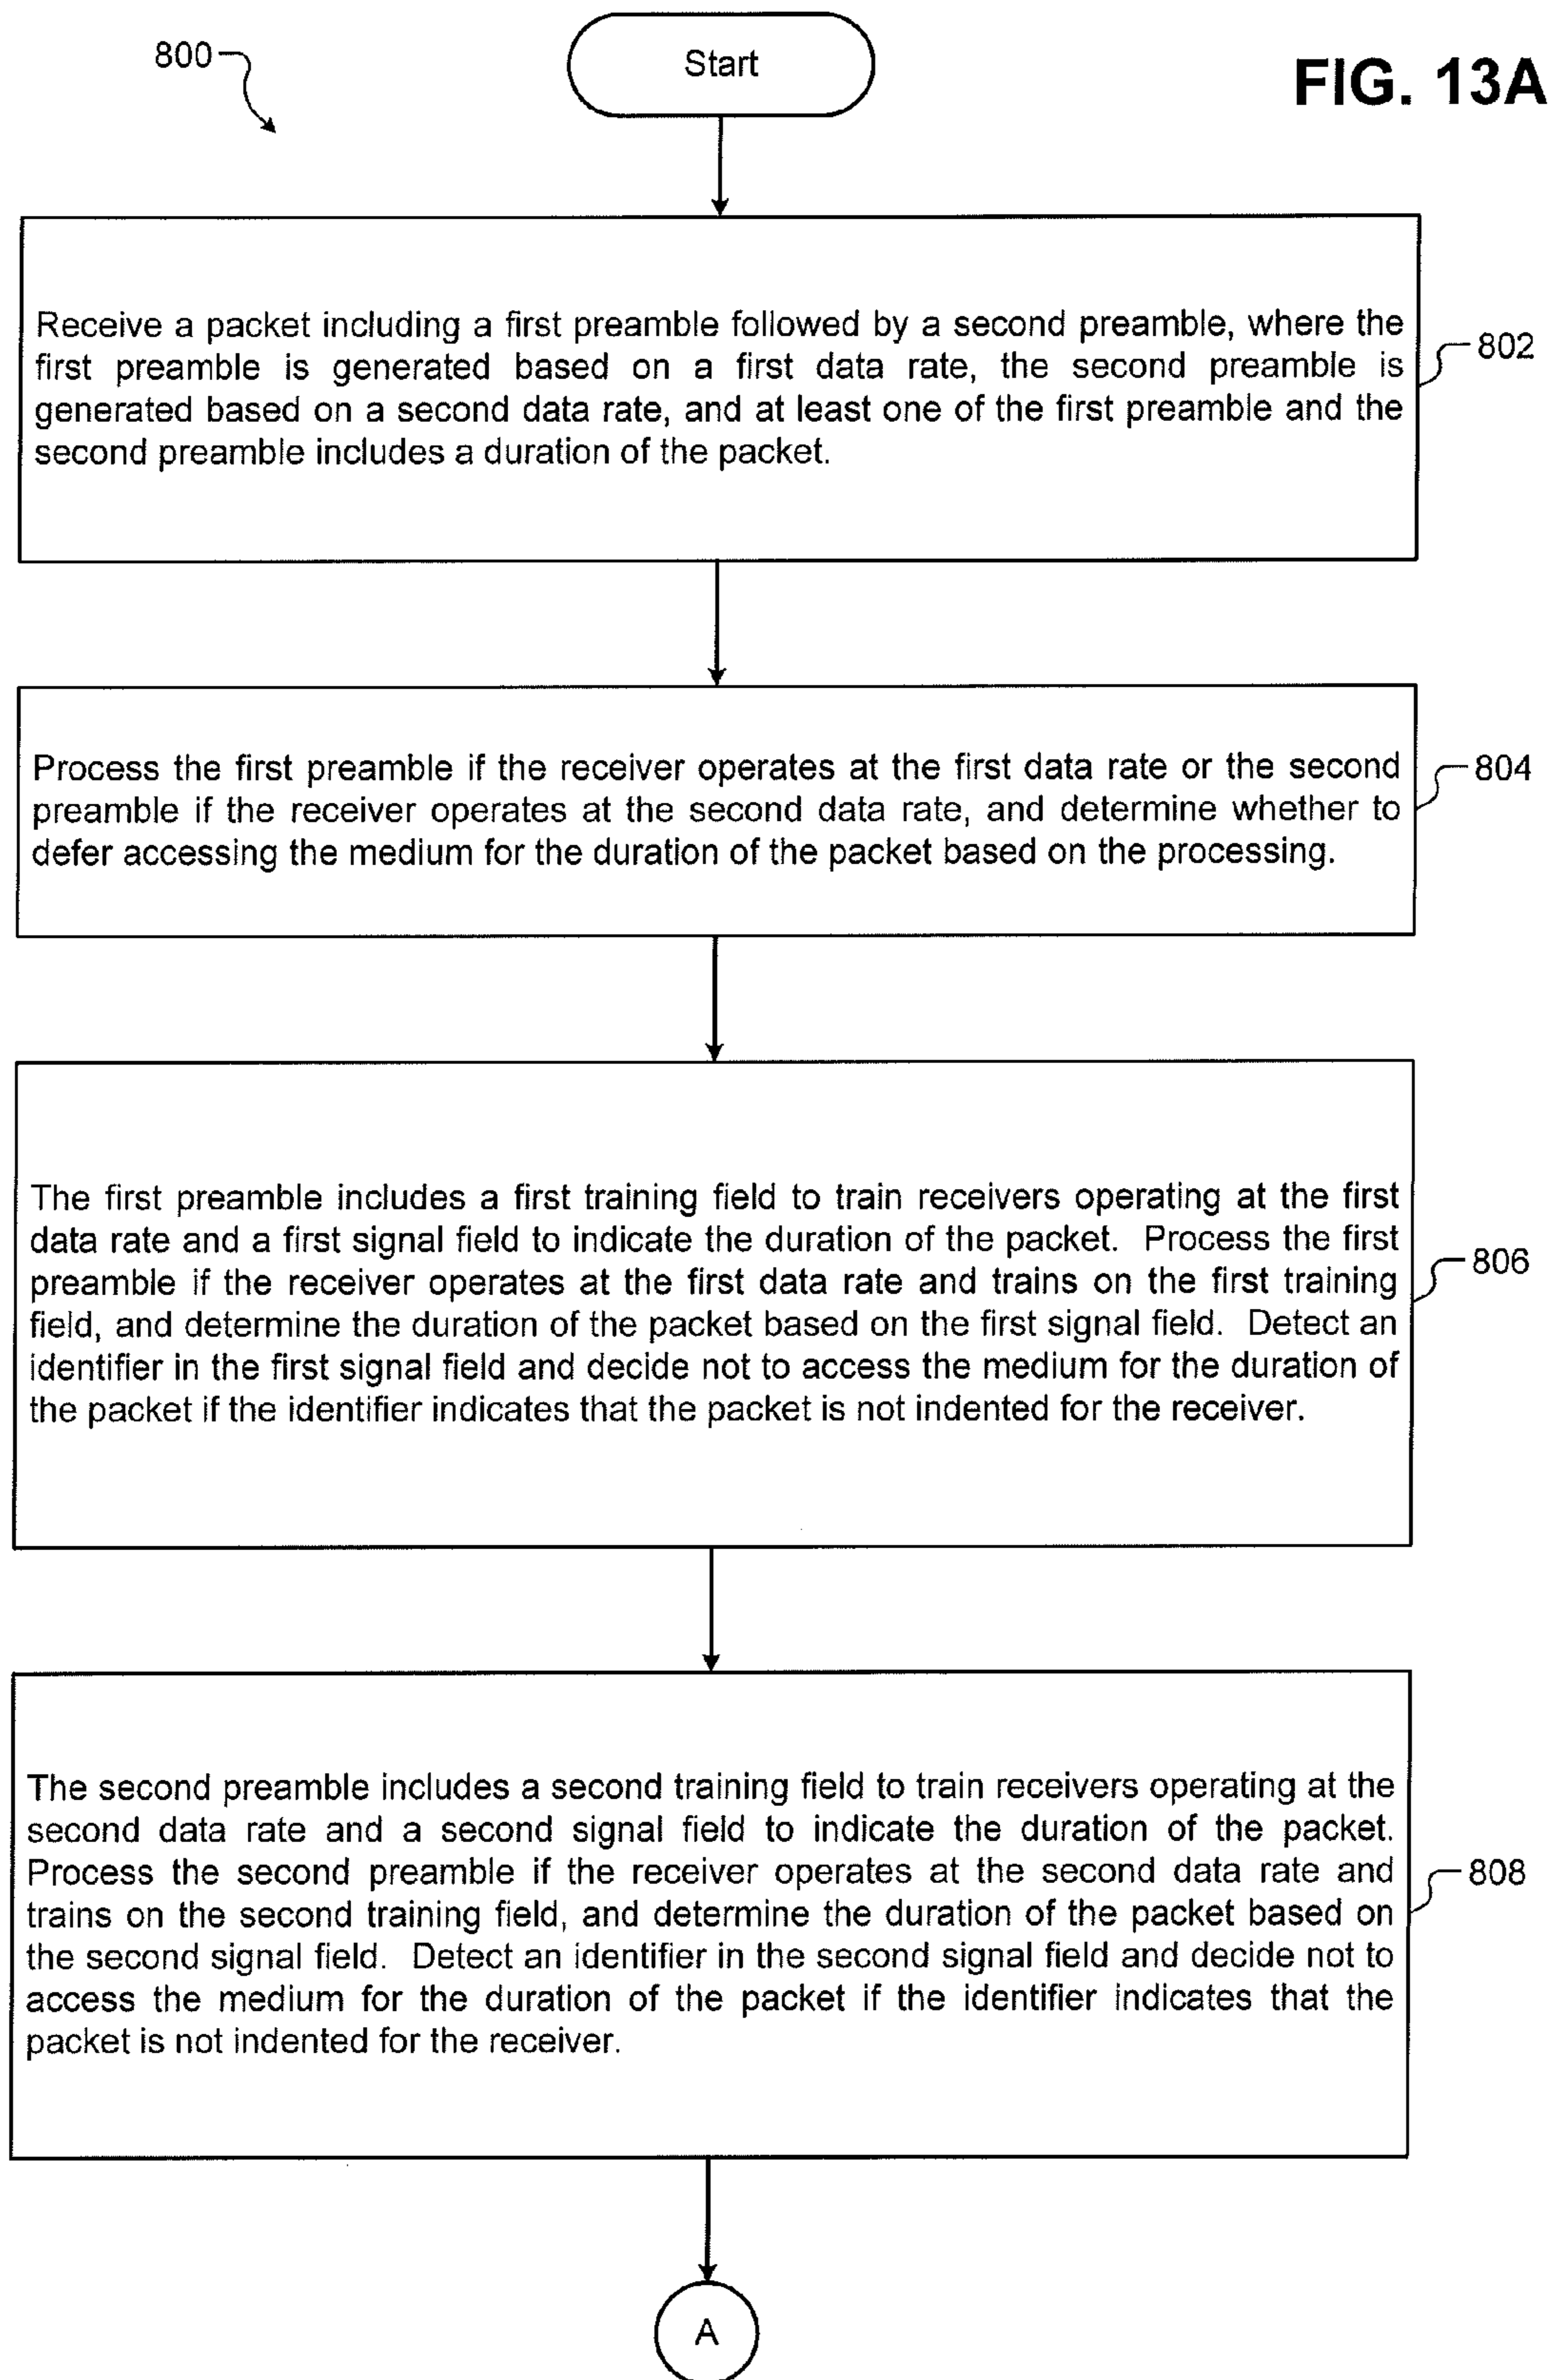 800
Start
FIG. 13A
Receive a packet including a first preamble followed by a second preamble, where the
first preamble is generated based on a first data rate, the second preamble is
generated based on a second data rate, and at least one of the first preamble and the
second preamble includes a duration of the packet.
802
Process the first preamble if the receiver operates at the first data rate or the second
preamble if the receiver operates at the second data rate, and determine whether to
defer accessing the medium for the duration of the packet based on the processing.
804
The first preamble includes a first training field to train receivers operating at the first
data rate and a first signal field to indicate the duration of the packet. Process the first
preamble if the receiver operates at the first data rate and trains on the first training
field, and determine the duration of the packet based on the first signal field. Detect an
identifier in the first signal field and decide not to access the medium for the duration of
the packet if the identifier indicates that the packet is not indented for the receiver.
806
The second preamble includes a second training field to train receivers operating at the
second data rate and a second signal field to indicate the duration of the packet.
Process the second preamble if the receiver operates at the second data rate and
trains on the second training field, and determine the duration of the packet based on
the second signal field. Detect an identifier in the second signal field and decide not to
access the medium for the duration of the packet if the identifier indicates that the
packet is not indented for the receiver.
808
A